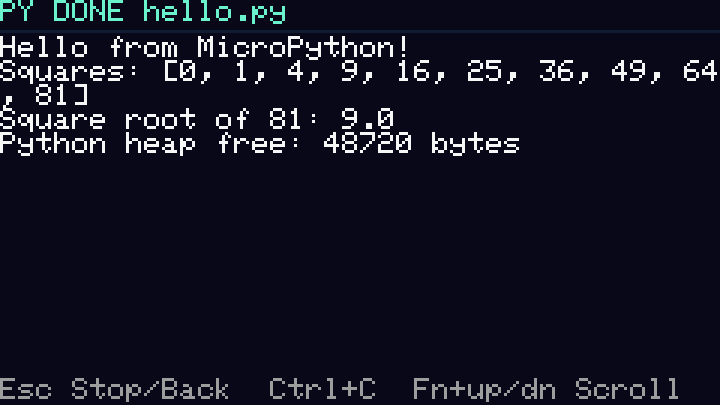 PY DONE hello.py
Hello from MicroPython!
Squares: [0, 1, 4, 9, 16, 25, 36, 49, 64
, 81]
Square root of 81: 9.0
Python heap free: 48720 bytes
Esc Stop/Back  Ctrl+C  Fn+up/dn Scroll